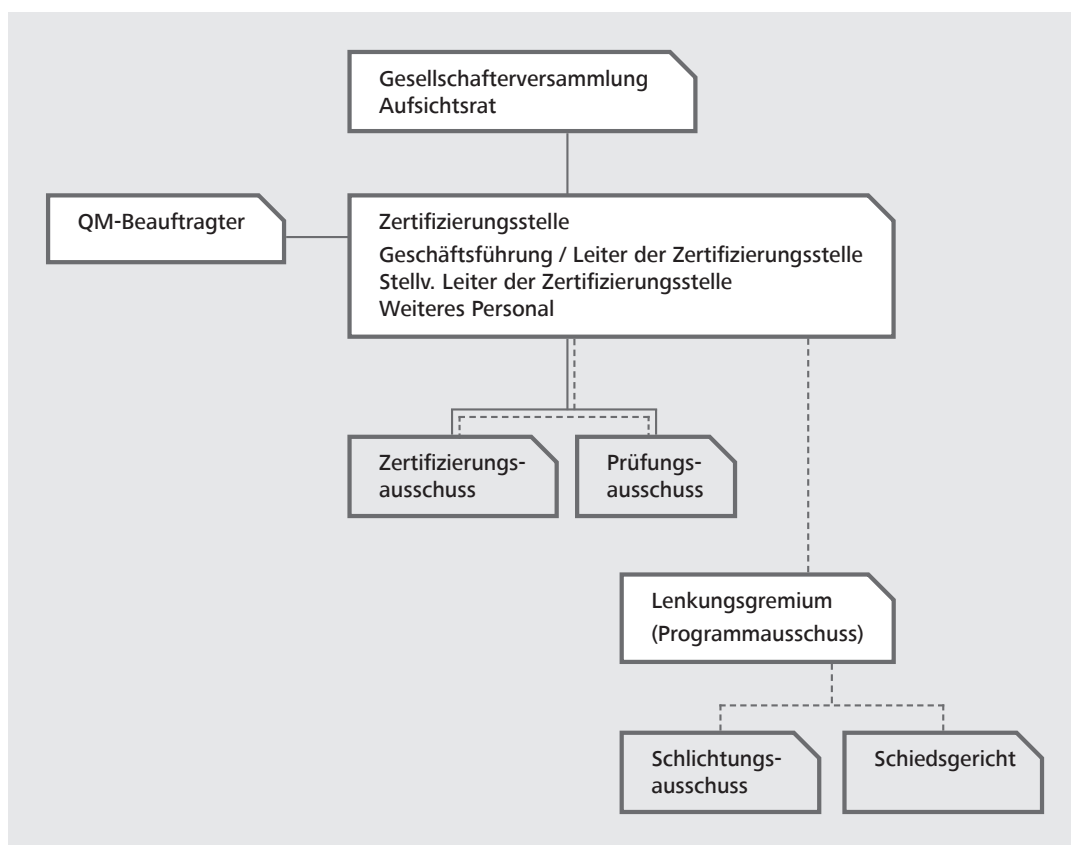 Gesellschafterversammlung
Aufsichtsrat
QM-Beauftragter
Zertifizierungsstelle
Geschäftsführung / Leiter der Zertifizierungsstelle
Stellv. Leiter der Zertifizierungsstelle
Weiteres Personal
Zertifizierungs-
ausschuss
Prüfungs-
ausschuss
Lenkungsgremium
(Programmausschuss)
Schlichtungs-
ausschuss
Schiedsgericht